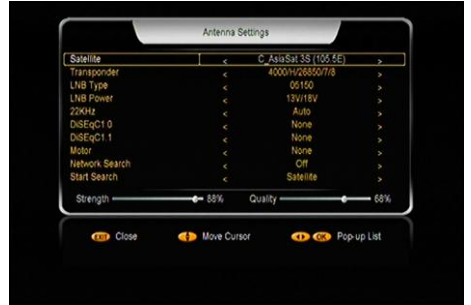 Antenna Settings
Satellite < C_AsiaSat 3S (105.5E) >
Transponder < 4000/H/26850/7/8 >
LNB Type < 05150 >
LNB Power < 13V/18V >
22KHz < Auto >
DiSEqC1.0 < None >
DiSEqC1.1 < None >
Motor < None >
Network Search < Off >
Start Search < Satellite >
Strength 88% Quality 68%
EXIT Close Move Cursor OK Pop-up List